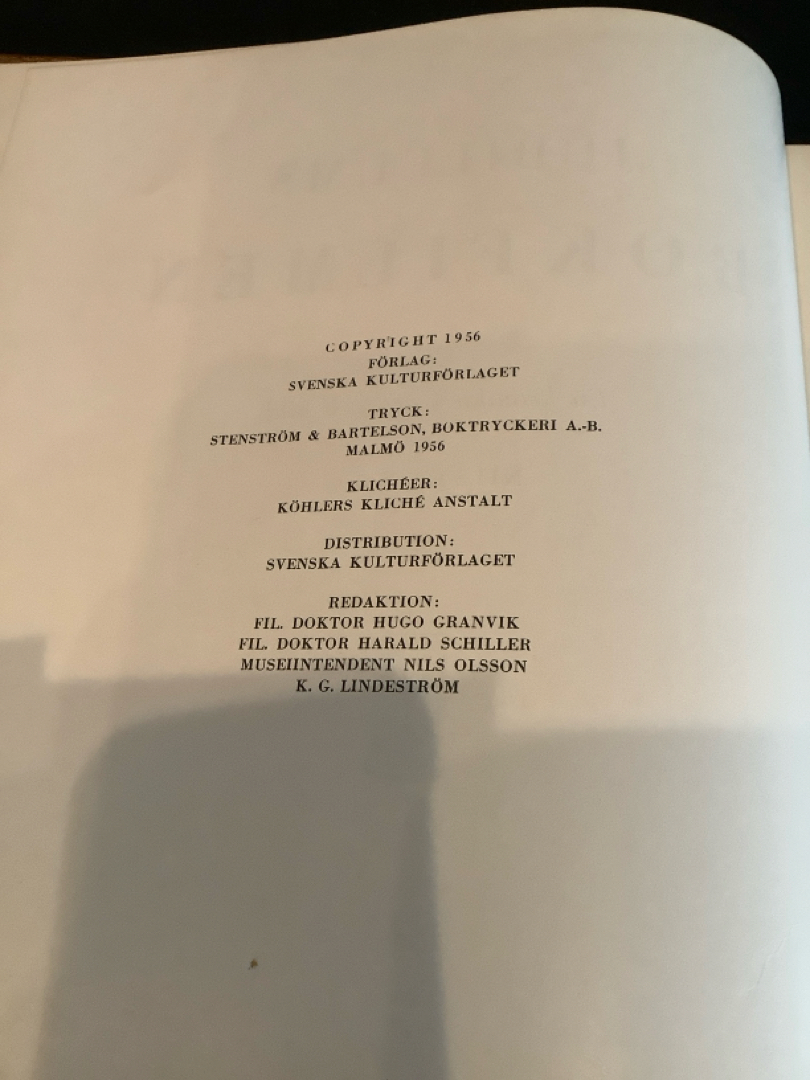 COPYRIGHT 1956
FÖRLAG:
SVENSKA KULTURFÖRLAGET
TRYCK:
STENSTRÖM & BARTELSON, BOKTRYCKERI A.-B.
MALMÖ 1956
KLICHÉER:
KÖHLERS KLICHÉ ANSTALT
DISTRIBUTION:
SVENSKA KULTURFÖRLAGET
REDAKTION:
FIL. DOKTOR HUGO GRANVIK
FIL. DOKTOR HARALD SCHILLER
MUSEIINTENDENT NILS OLSSON
K. G. LINDESTRÖM